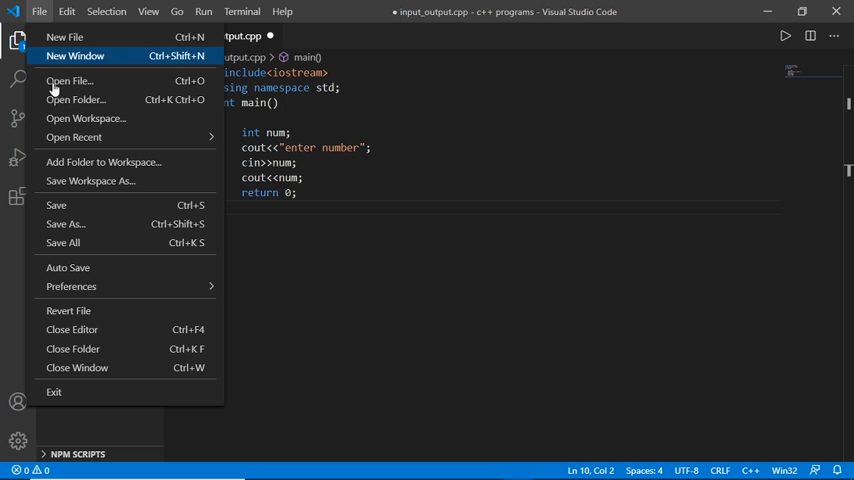 File Edit Selection View Go Run Terminal Help ● input_output.cpp - c++ programs - Visual Studio Code
New File Ctrl+N
New Window Ctrl+Shift+N
Open File... Ctrl+O
Open Folder... Ctrl+K Ctrl+O
Open Workspace...
Open Recent
Add Folder to Workspace...
Save Workspace As...
Save Ctrl+S
Save As... Ctrl+Shift+S
Save All Ctrl+K S
Auto Save
Preferences
Revert File
Close Editor Ctrl+F4
Close Folder Ctrl+K F
Close Window Ctrl+W
Exit
tput.cpp ●
utput.cpp > main()
include<iostream>
sing namespace std;
nt main()
int num;
cout<<"enter number";
cin>>num;
cout<<num;
return 0;
1
> NPM SCRIPTS
0 0 Ln 10, Col 2 Spaces: 4 UTF-8 CRLF C++ Win32